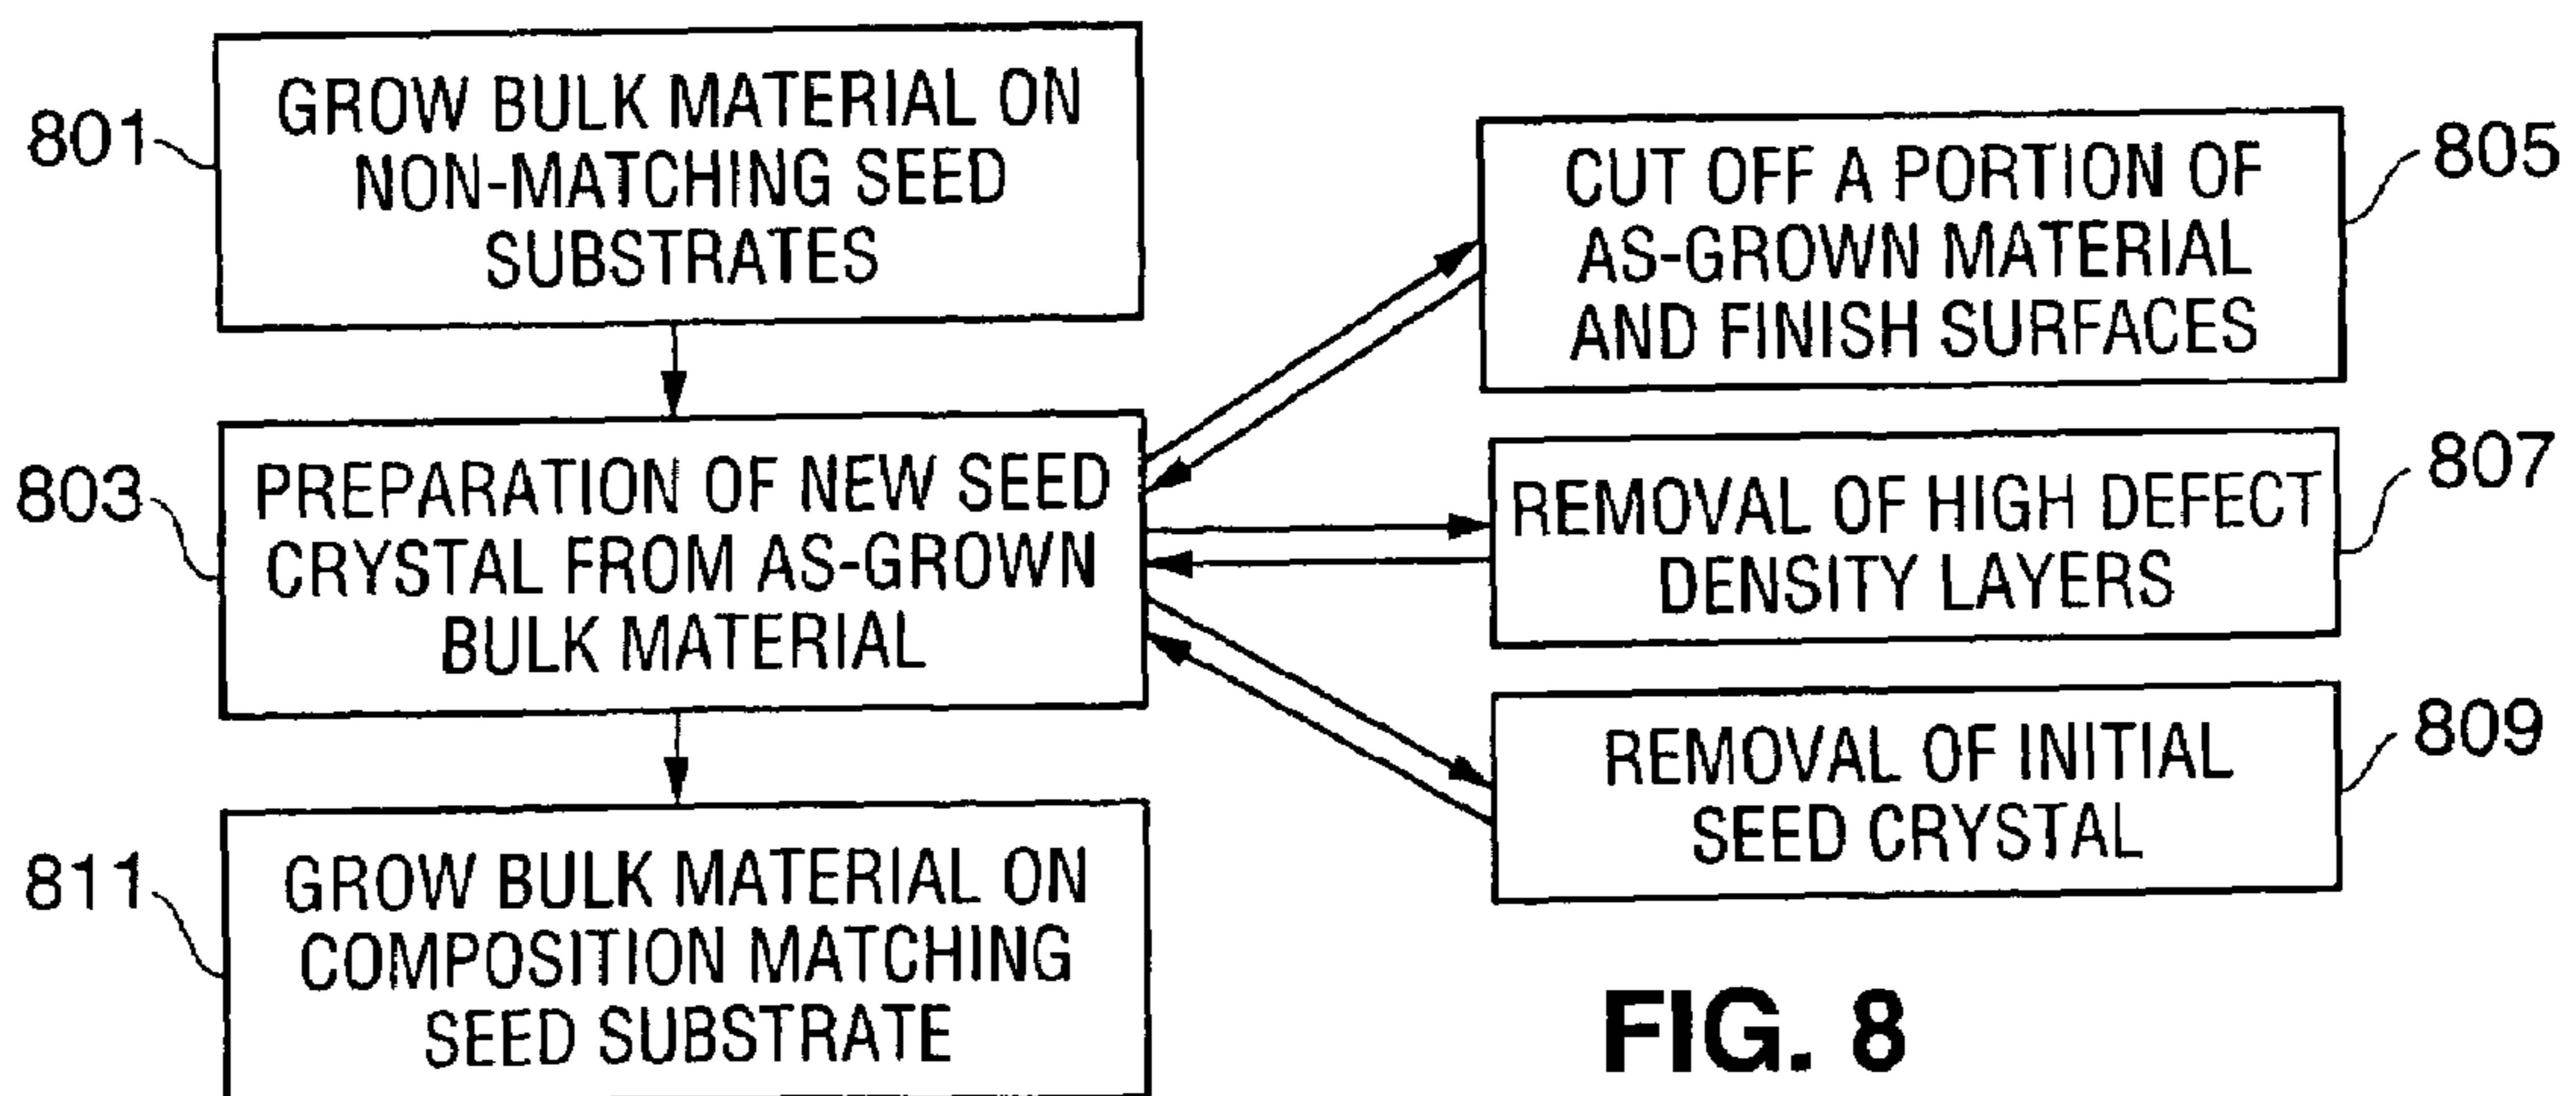 801
GROW BULK MATERIAL ON
NON-MATCHING SEED
SUBSTRATES
803
PREPARATION OF NEW SEED
CRYSTAL FROM AS-GROWN
BULK MATERIAL
811
GROW BULK MATERIAL ON
COMPOSITION MATCHING
SEED SUBSTRATE
CUT OFF A PORTION OF
AS-GROWN MATERIAL
AND FINISH SURFACES
805
REMOVAL OF HIGH DEFECT
DENSITY LAYERS
807
REMOVAL OF INITIAL
SEED CRYSTAL
809
FIG. 8